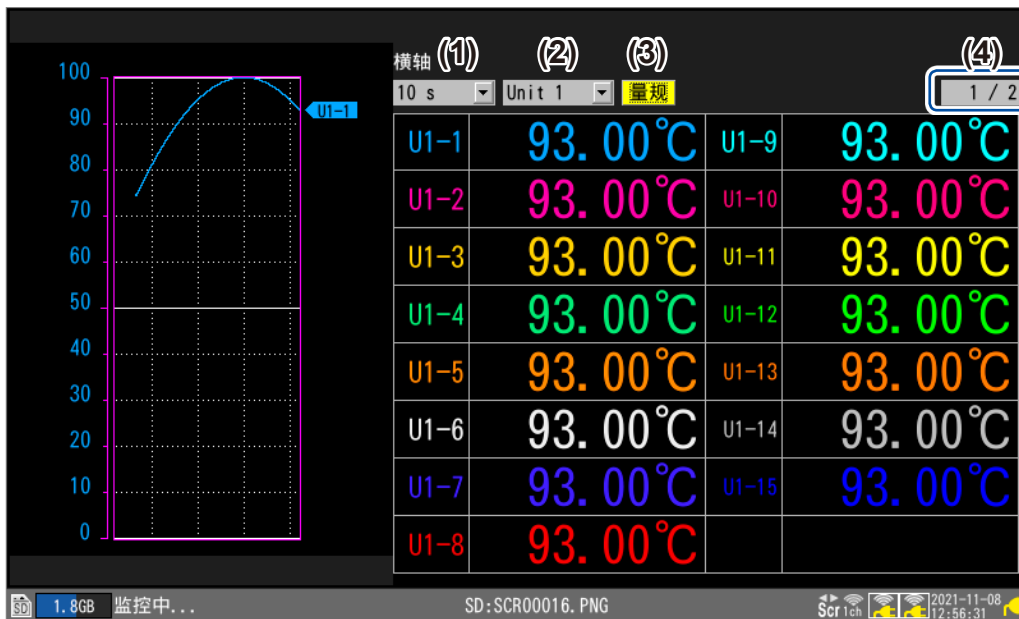 (1) (2) (3) (4)
横轴
10 s Unit 1 量规 1 / 2
100
90
80
70
60
50
40
30
20
10
0
U1-1
U1-1 93.00℃ U1-9 93.00℃
U1-2 93.00℃ U1-10 93.00℃
U1-3 93.00℃ U1-11 93.00℃
U1-4 93.00℃ U1-12 93.00℃
U1-5 93.00℃ U1-13 93.00℃
U1-6 93.00℃ U1-14 93.00℃
U1-7 93.00℃ U1-15 93.00℃
U1-8 93.00℃
SD 1.8GB 监控中... SD:SCR00016.PNG Scr 1ch 2021-11-08
12:56:31